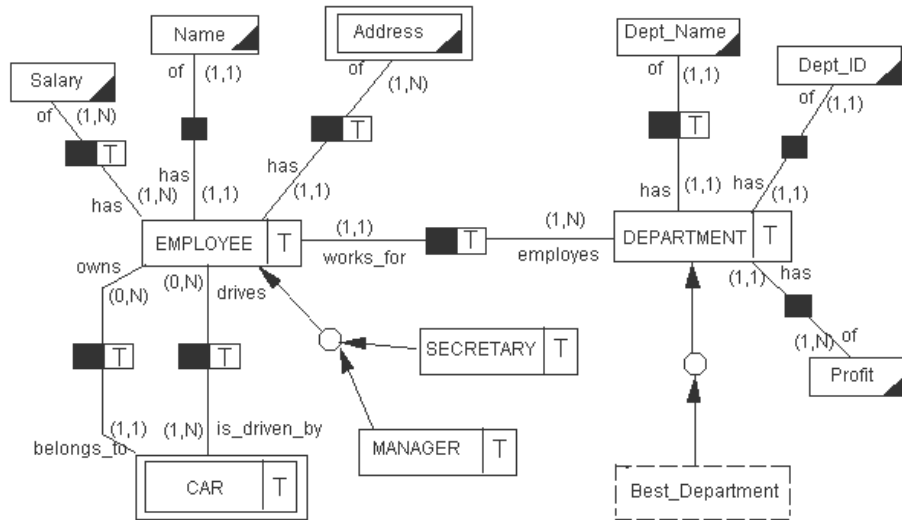 Name
Address
Dept_Name
Dept_ID
Salary
of
(1,1)
of
(1,N)
of
(1,1)
of
(1,1)
of
(1,N)
T
T
T
has
(1,1)
has
(1,1)
has
(1,N)
has
(1,1)
has
(1,1)
EMPLOYEE
T
(1,1)
works_for
T
(1,N)
employes
DEPARTMENT
T
owns
(0,N)
(0,N)
drives
(1,1)
has
T
T
SECRETARY
T
(1,N)
of
Profit
belongs_to
(1,1)
(1,N)
is_driven_by
MANAGER
T
CAR
T
Best_Department